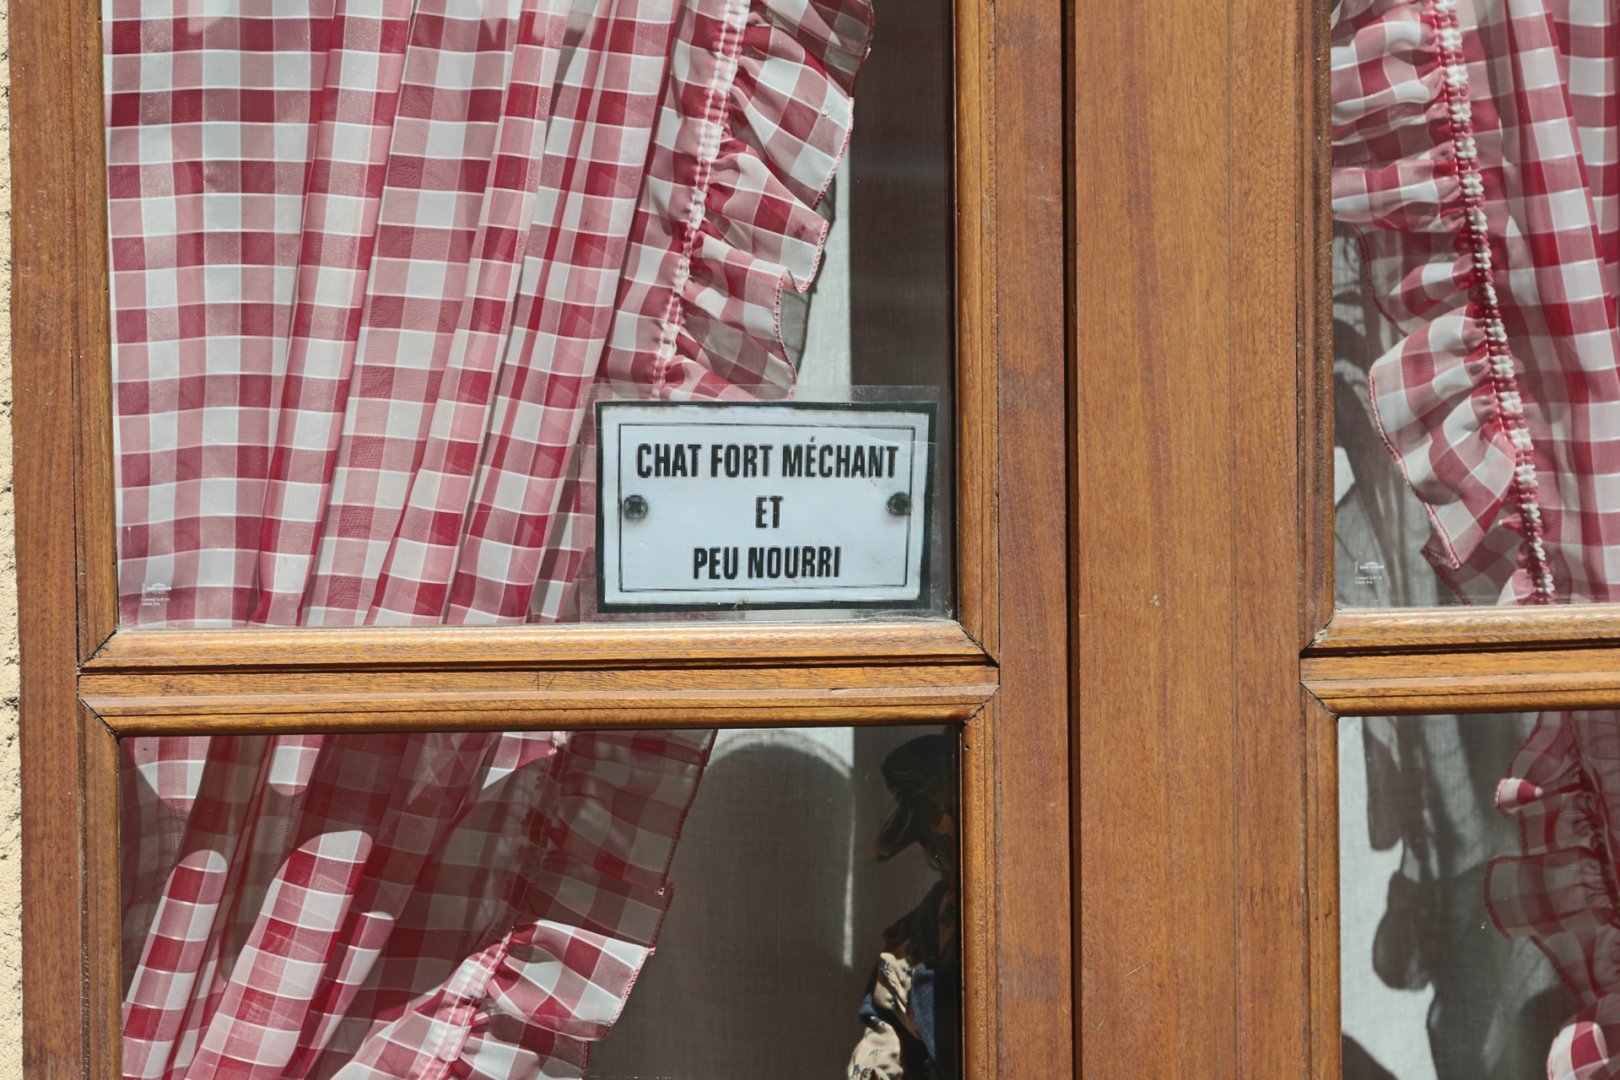 CHAT FORT MÉCHANT
ET
PEU NOURRI